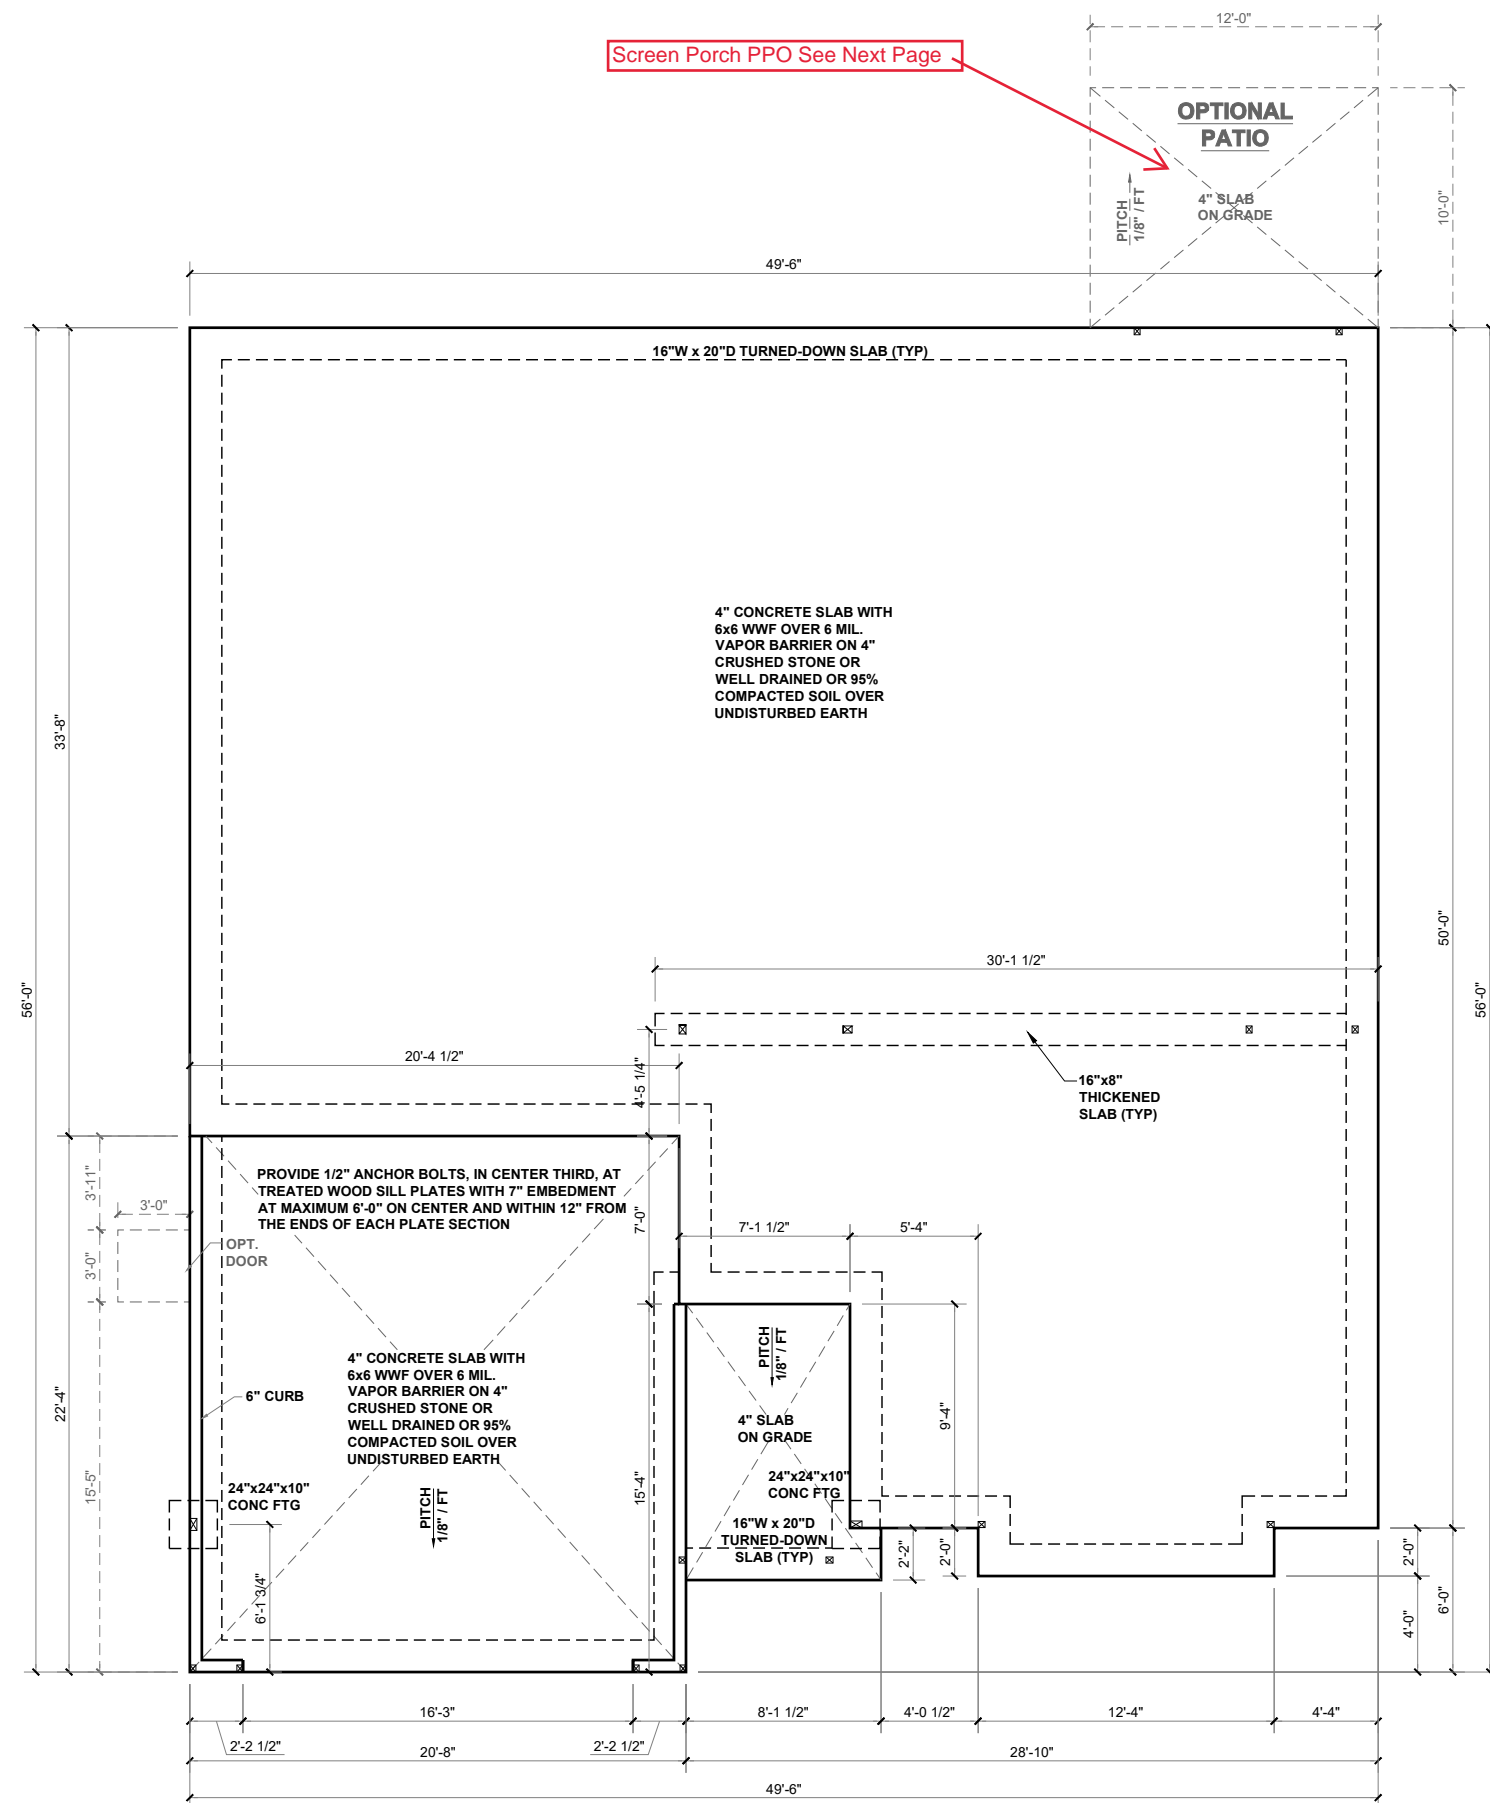 12'-0"
Screen Porch PPO See Next Page
OPTIONAL
PATIO
PITCH
1/8" / FT
4" SLAB
ON GRADE
10'-0"
49'-6"
16"W x 20"D TURNED-DOWN SLAB (TYP)
4" CONCRETE SLAB WITH
6x6 WWF OVER 6 MIL.
VAPOR BARRIER ON 4"
CRUSHED STONE OR
WELL DRAINED OR 95%
COMPACTED SOIL OVER
UNDISTURBED EARTH
33'-8"
50'-0"
30'-1 1/2"
56'-0"
56'-0"
20'-4 1/2"
4'-5 1/4"
16"x8"
THICKENED
SLAB (TYP)
3'-11"
PROVIDE 1/2" ANCHOR BOLTS, IN CENTER THIRD, AT
TREATED WOOD SILL PLATES WITH 7" EMBEDMENT
AT MAXIMUM 6'-0" ON CENTER AND WITHIN 12" FROM
THE ENDS OF EACH PLATE SECTION
3'-0"
7'-0"
7'-1 1/2"
5'-4"
OPT.
DOOR
3'-0"
PITCH
1/8" / FT
4" CONCRETE SLAB WITH
6x6 WWF OVER 6 MIL.
VAPOR BARRIER ON 4"
CRUSHED STONE OR
WELL DRAINED OR 95%
COMPACTED SOIL OVER
UNDISTURBED EARTH
6" CURB
22'-4"
4" SLAB
ON GRADE
9'-4"
15'-5"
24"x24"x10"
CONC FTG
PITCH
1/8" / FT
15'-4"
24"x24"x10"
CONC FTG
16"W x 20"D
TURNED-DOWN
SLAB (TYP)
2'-2"
2'-0"
2'-0"
6'-1 3/4"
6'-0"
4'-0"
16'-3"
8'-1 1/2"
4'-0 1/2"
12'-4"
4'-4"
2'-2 1/2"
20'-8"
2'-2 1/2"
28'-10"
49'-6"